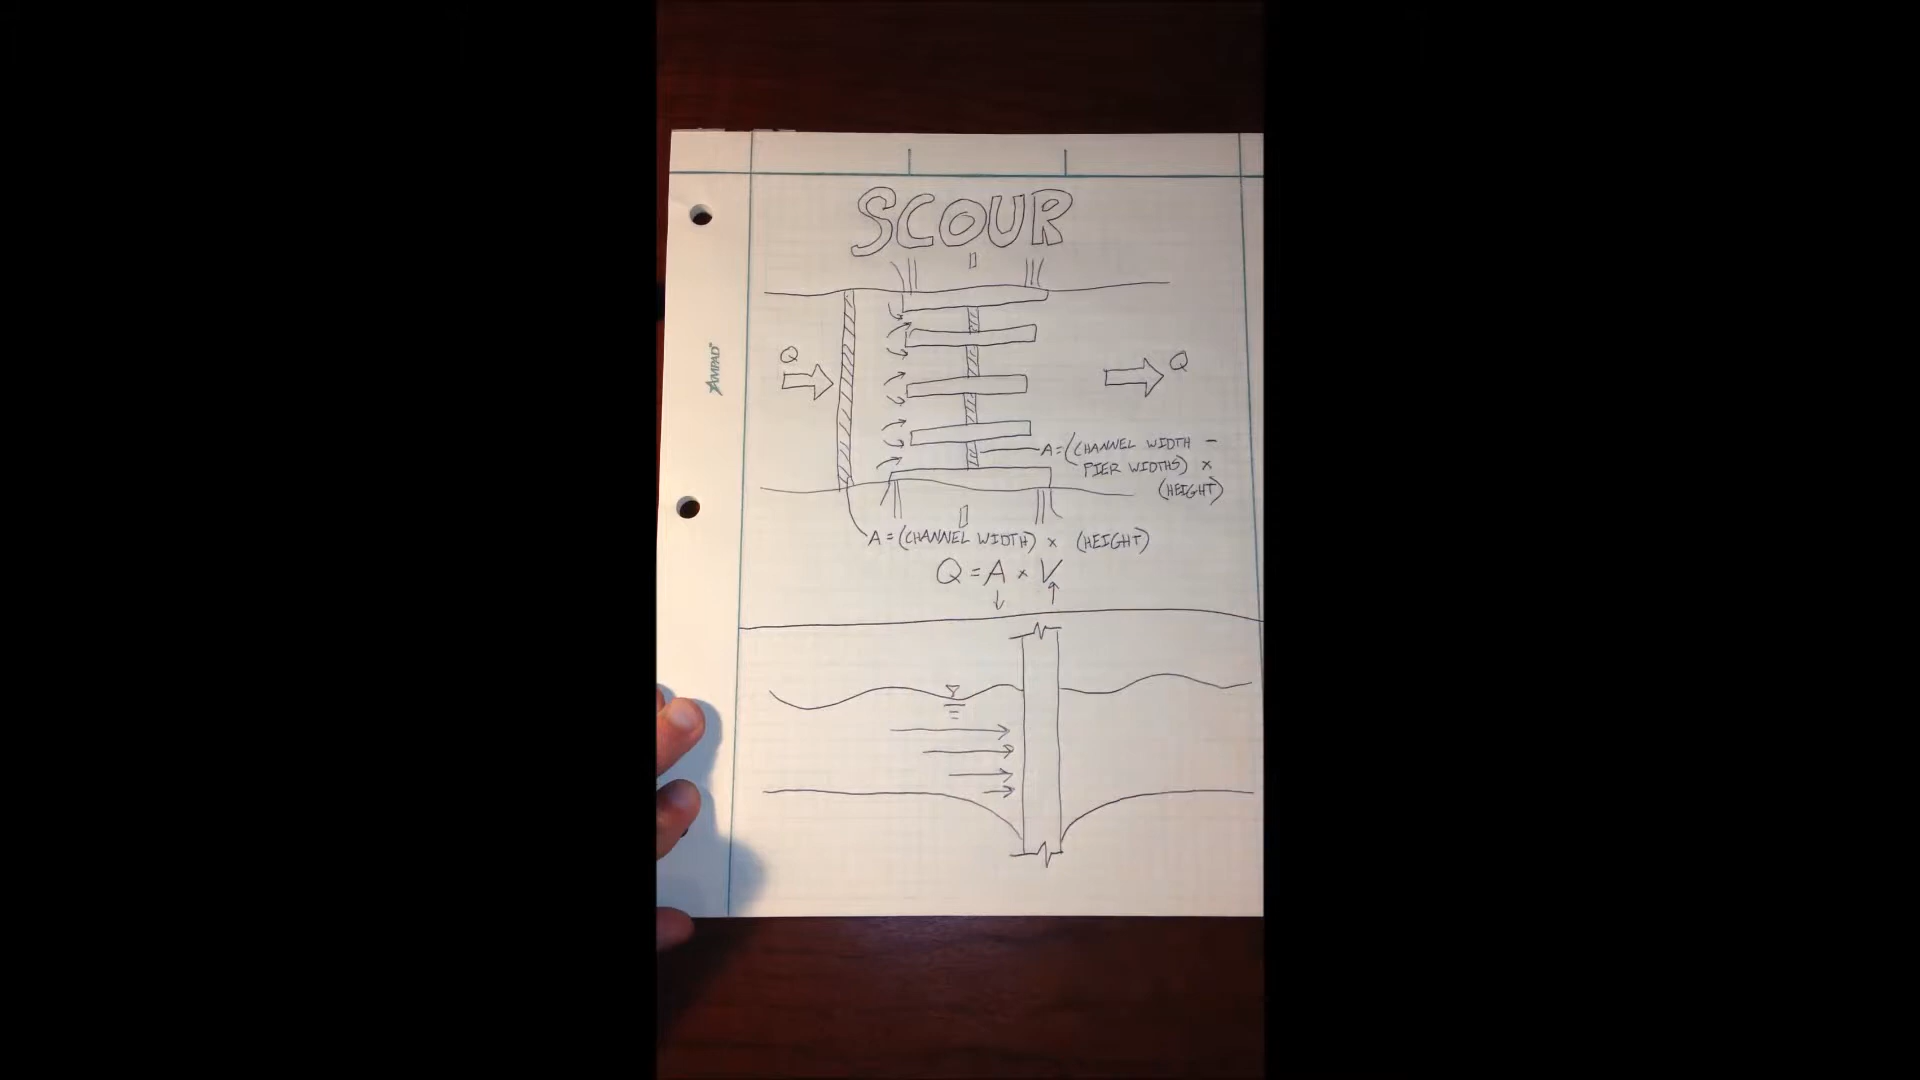 SCOUR
Q
Q
A = (CHANNEL WIDTH -
PIER WIDTHS) x
(HEIGHT)
A = (CHANNEL WIDTH) x (HEIGHT)
Q = A x V
AMPAD